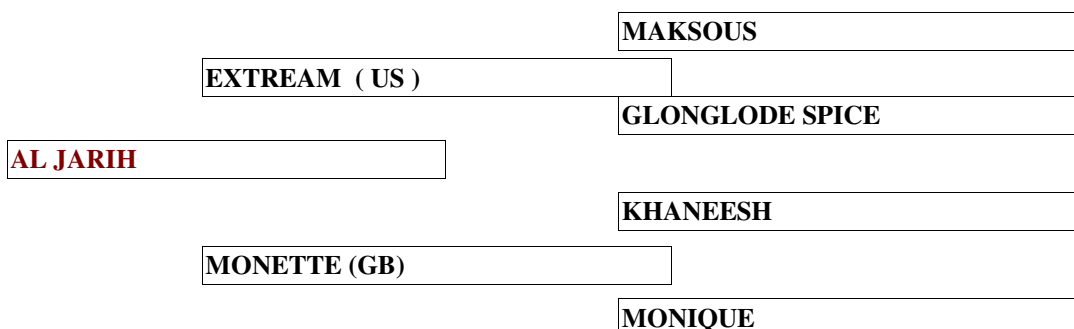 MAKSOUS
EXTREAM ( US )
GLONGLODE SPICE
AL JARIH
KHANEESH
MONETTE (GB)
MONIQUE